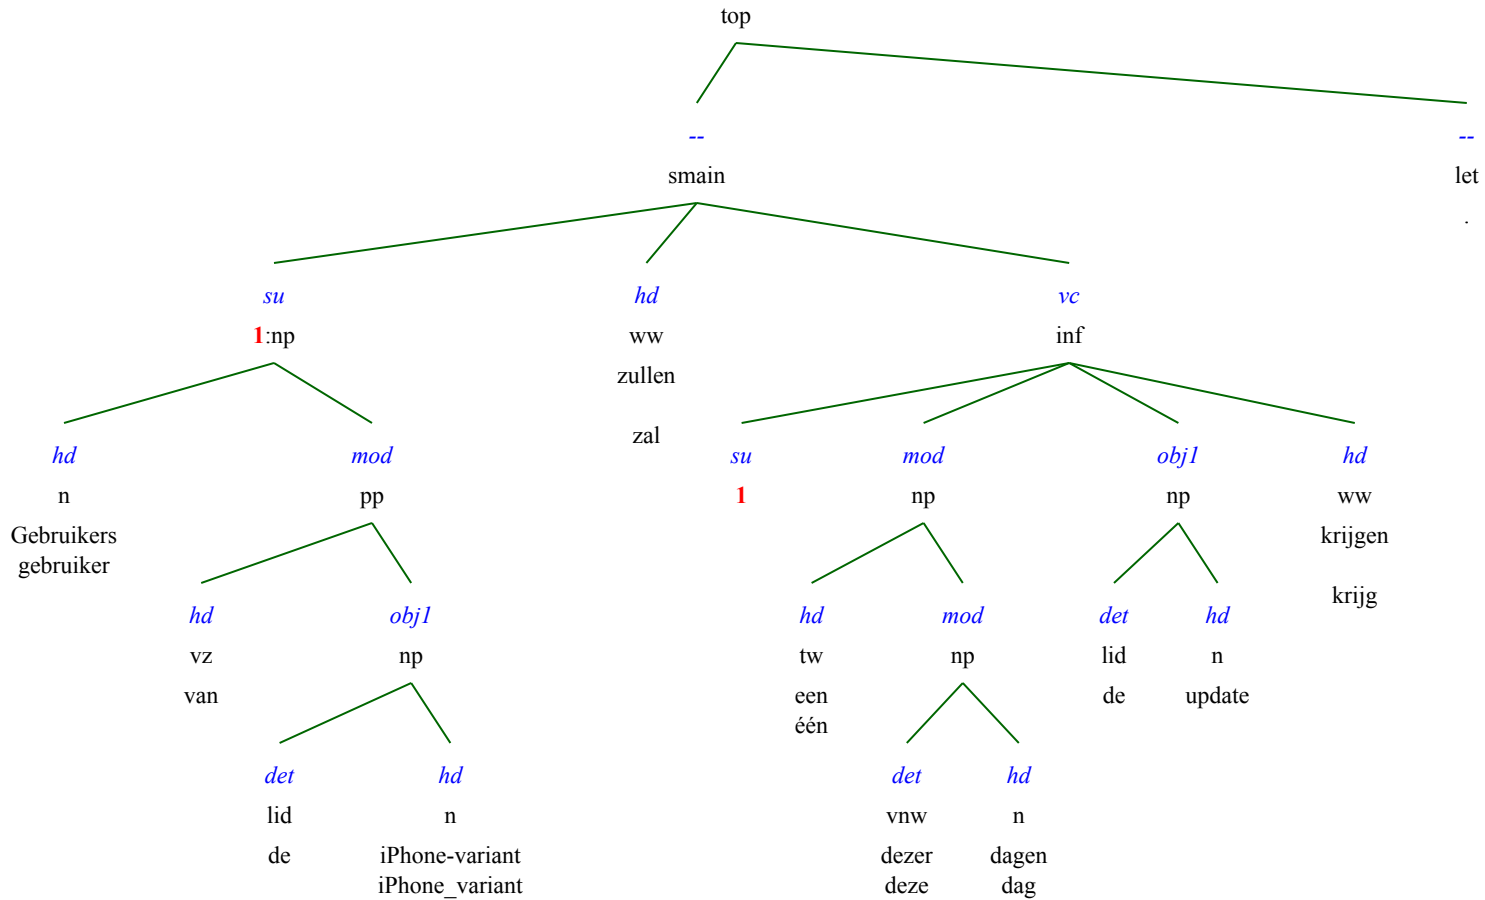 top
-- --
smain let
.
su hd vc
1:np ww inf
zullen
zal
hd mod su mod obj1 hd
n pp 1 np np ww
Gebruikers krijgen
gebruiker
krijg
hd obj1 hd mod det hd
vz np tw np lid n
van een de update
één
det hd det hd
lid n vnw n
de iPhone-variant dezer dagen
iPhone_variant deze dag